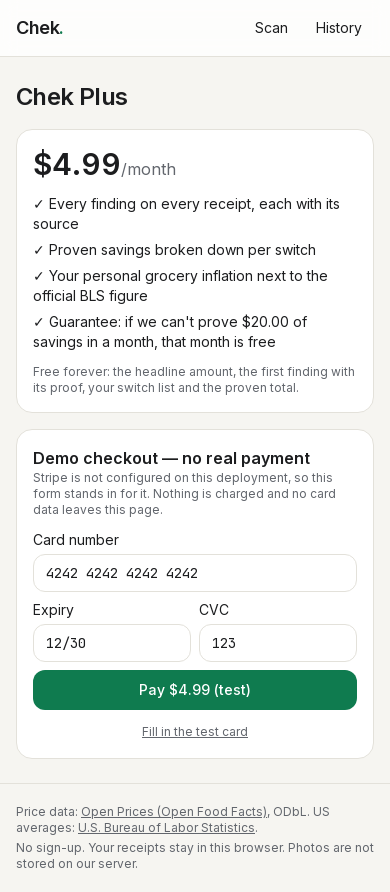 Chek.
Scan
History
Chek Plus
$4.99/month
✓ Every finding on every receipt, each with its
source
✓ Proven savings broken down per switch
✓ Your personal grocery inflation next to the
official BLS figure
✓ Guarantee: if we can't prove $20.00 of
savings in a month, that month is free
Free forever: the headline amount, the first finding with
its proof, your switch list and the proven total.
Demo checkout — no real payment
Stripe is not configured on this deployment, so this
form stands in for it. Nothing is charged and no card
data leaves this page.
Card number
4242 4242 4242 4242
Expiry
CVC
12/30
123
Pay $4.99 (test)
Fill in the test card
Price data: Open Prices (Open Food Facts), ODbL. US
averages: U.S. Bureau of Labor Statistics.
No sign-up. Your receipts stay in this browser. Photos are not
stored on our server.